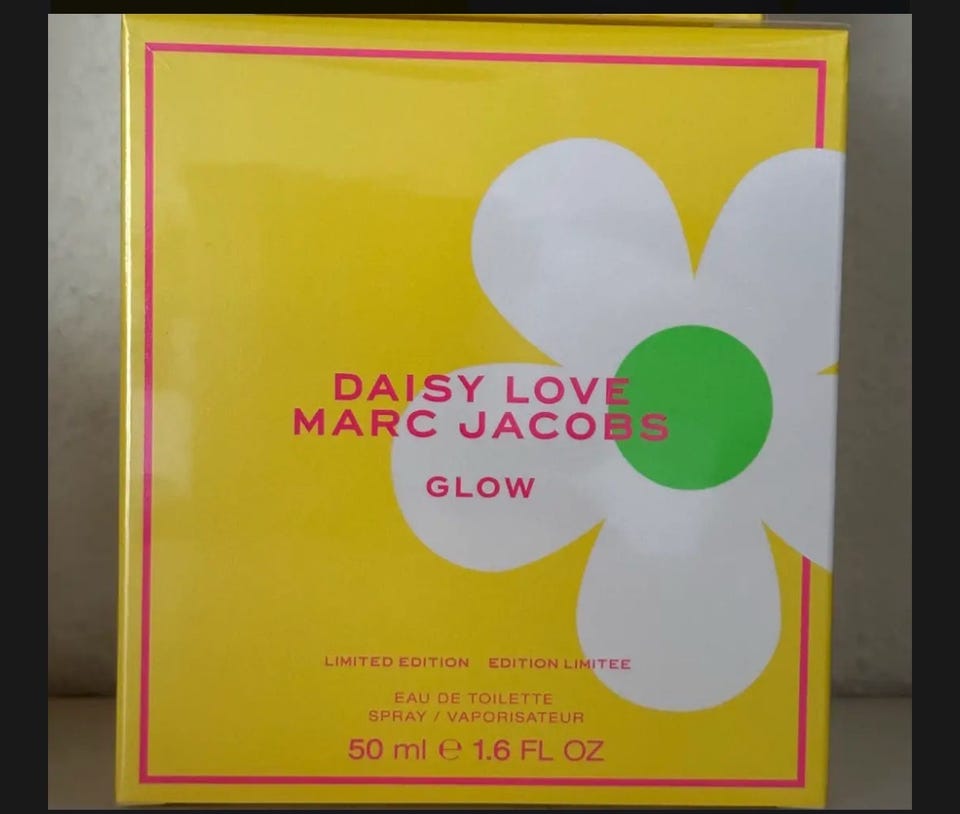 DAISY LOVE
MARC JACOBS
GLOW
LIMITED EDITION EDITION LIMITEE
EAU DE TOILETTE
SPRAY / VAPORISATEUR
50 ml ℮ 1.6 FL OZ